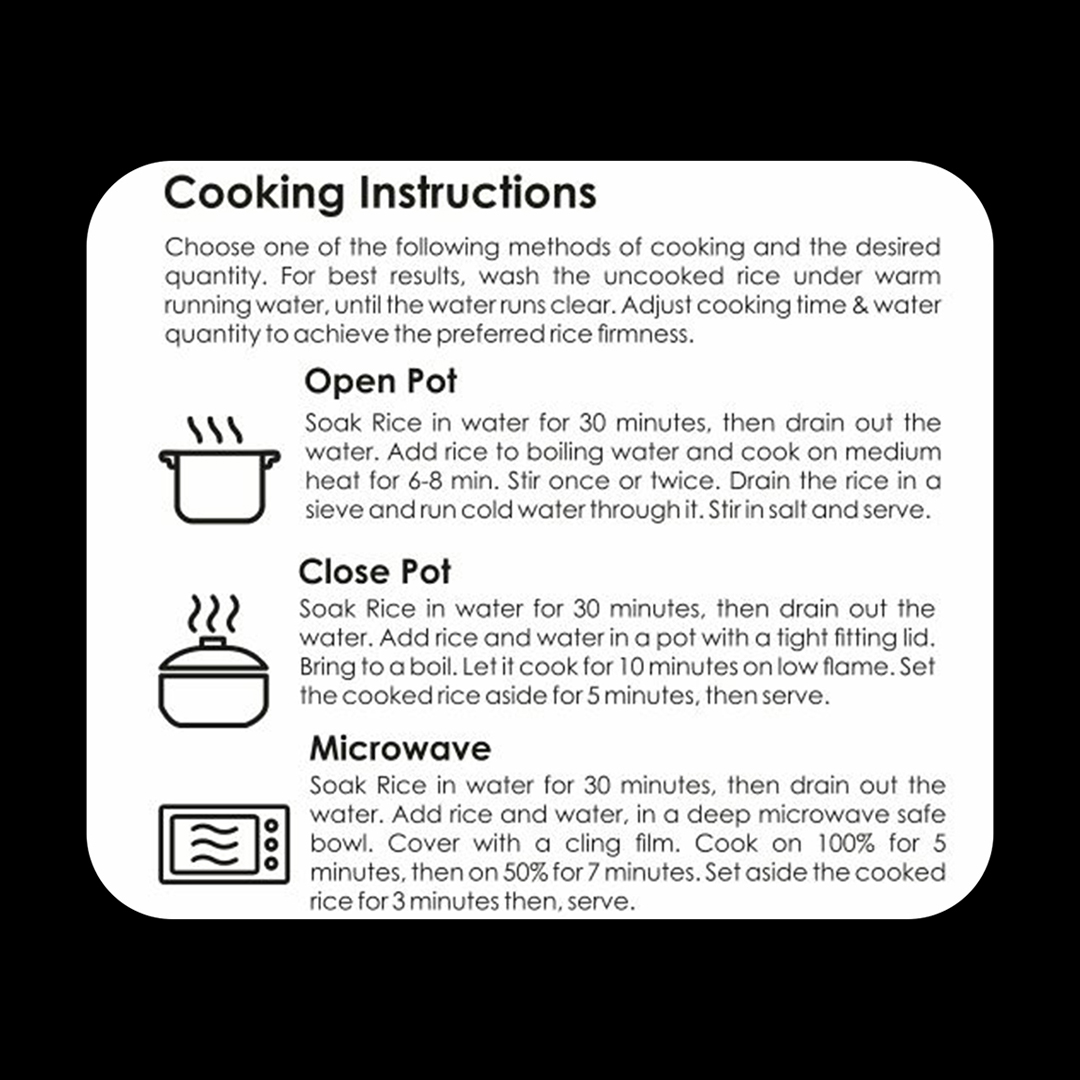 Cooking Instructions
Choose one of the following methods of cooking and the desired
quantity. For best results, wash the uncooked rice under warm
running water, until the water runs clear. Adjust cooking time & water
quantity to achieve the preferred rice firmness.
Open Pot
Soak Rice in water for 30 minutes, then drain out the
water. Add rice to boiling water and cook on medium
heat for 6-8 min. Stir once or twice. Drain the rice in a
sieve and run cold water through it. Stir in salt and serve.
Close Pot
Soak Rice in water for 30 minutes, then drain out the
water. Add rice and water in a pot with a tight fitting lid.
Bring to a boil. Let it cook for 10 minutes on low flame. Set
the cooked rice aside for 5 minutes, then serve.
Microwave
Soak Rice in water for 30 minutes, then drain out the
water. Add rice and water, in a deep microwave safe
bowl. Cover with a cling film. Cook on 100% for 5
minutes, then on 50% for 7 minutes. Set aside the cooked
rice for 3 minutes then, serve.